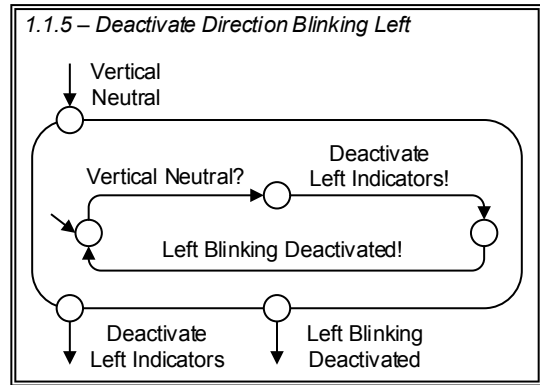 1.1.5 – Deactivate Direction Blinking Left
Vertical
Neutral
Deactivate
Left Indicators!
Vertical Neutral?
Left Blinking Deactivated!
Deactivate
Left Indicators
Left Blinking
Deactivated